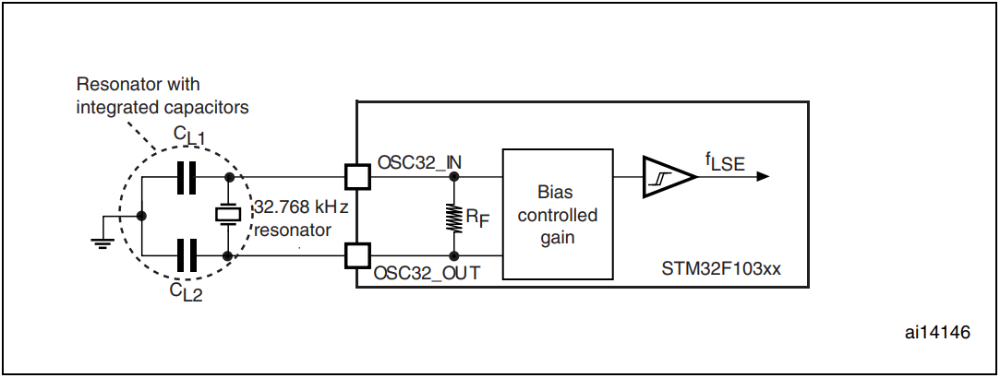 Resonator with
integrated capacitors
CL1
OSC32_IN
fLSE
32.768 kHz
resonator
RF
Bias
controlled
gain
OSC32_OUT
STM32F103xx
CL2
ai14146